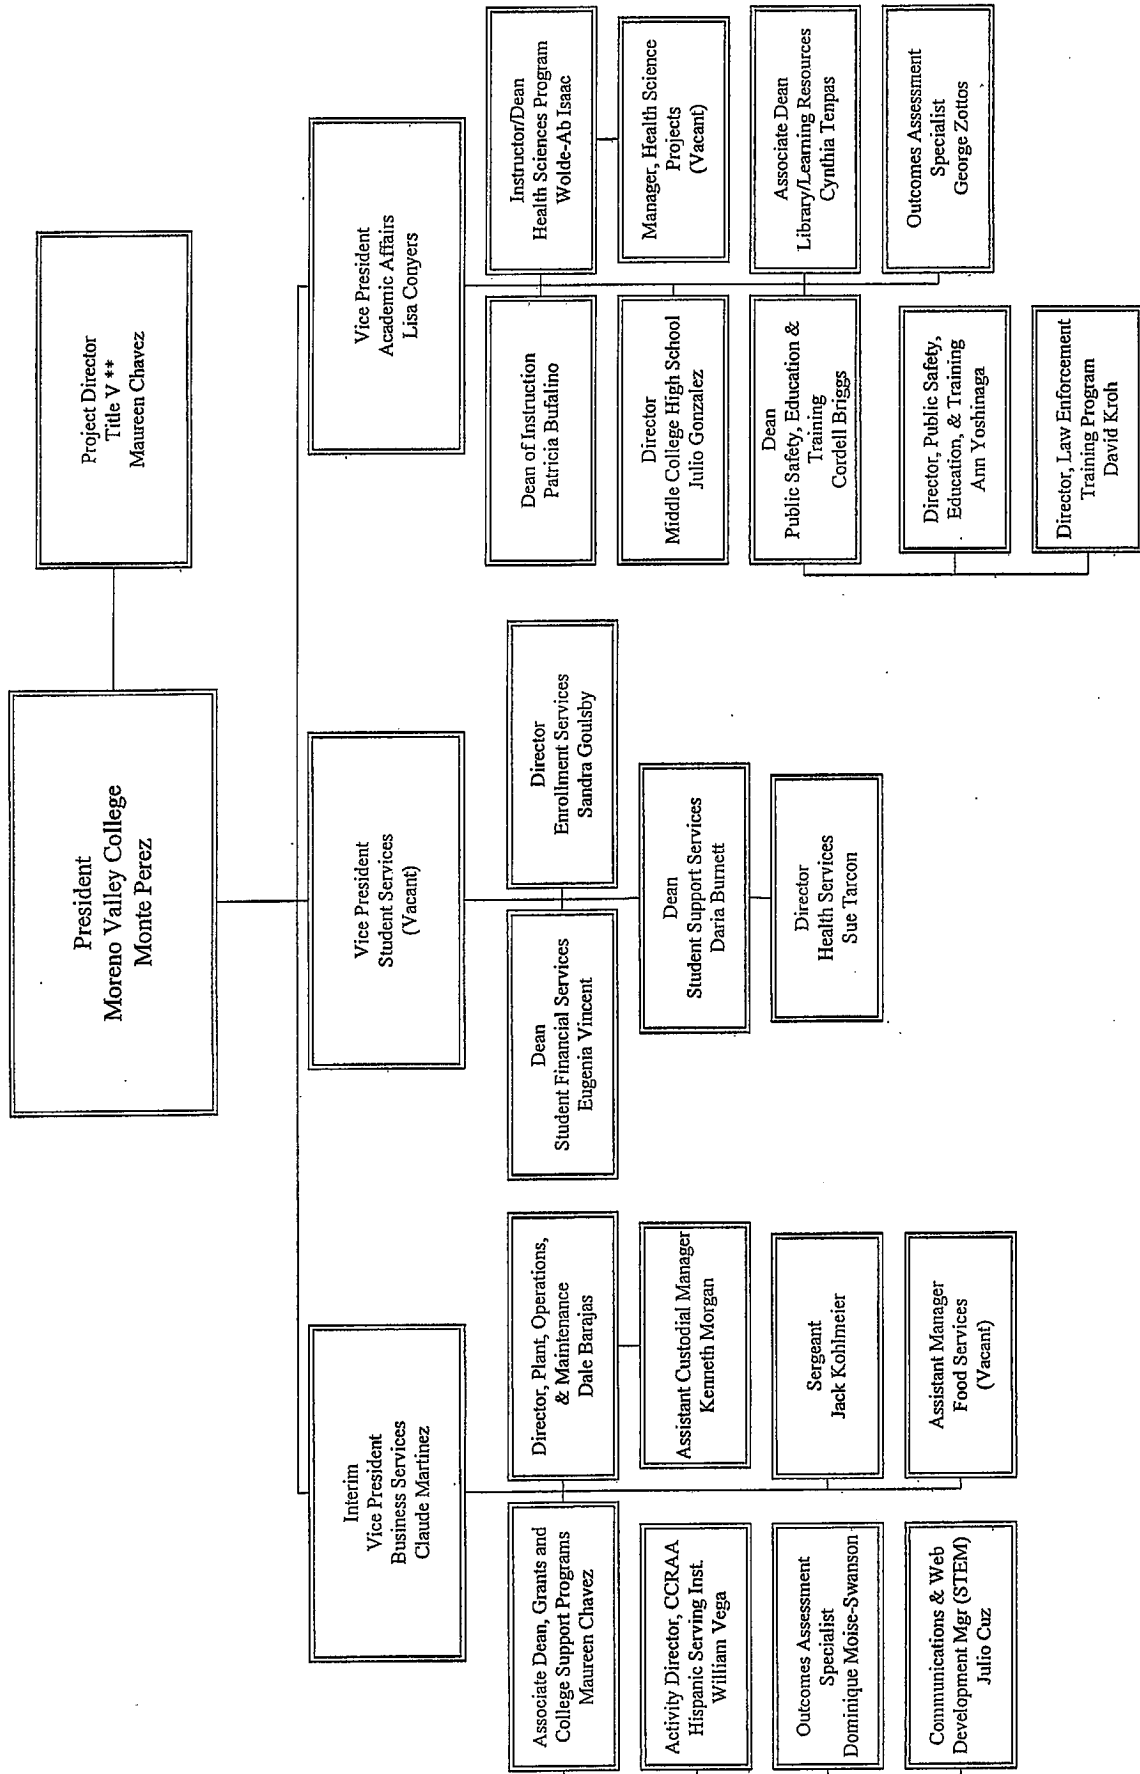 President
Moreno Valley College
Monte Perez
Project Director
Title V **
Maureen Chavez
Interim
Vice President
Business Services
Claude Martinez
Vice President
Student Services
(Vacant)
Vice President
Academic Affairs
Lisa Conyers
Associate Dean, Grants and
College Support Programs
Maureen Chavez
Director, Plant, Operations,
& Maintenance
Dale Barajas
Activity Director, CCRAA
Hispanic Serving Inst.
William Vega
Assistant Custodial Manager
Kenneth Morgan
Outcomes Assessment
Specialist
Dominique Moise-Swanson
Sergeant
Jack Kohlmeier
Communications & Web
Development Mgr (STEM)
Julio Cuz
Assistant Manager
Food Services
(Vacant)
Dean
Student Financial Services
Eugenia Vincent
Director
Enrollment Services
Sandra Goulsby
Dean
Student Support Services
Daria Burnett
Director
Health Services
Sue Tarcon
Dean of Instruction
Patricia Bufalino
Instructor/Dean
Health Sciences Program
Wolde-Ab Isaac
Director
Middle College High School
Julio Gonzalez
Manager, Health Science
Projects
(Vacant)
Dean
Public Safety, Education &
Training
Cordell Briggs
Associate Dean
Library/Learning Resources
Cynthia Tenpas
Director, Public Safety,
Education, & Training
Ann Yoshinaga
Outcomes Assessment
Specialist
George Zottos
Director, Law Enforcement
Training Program
David Kroh